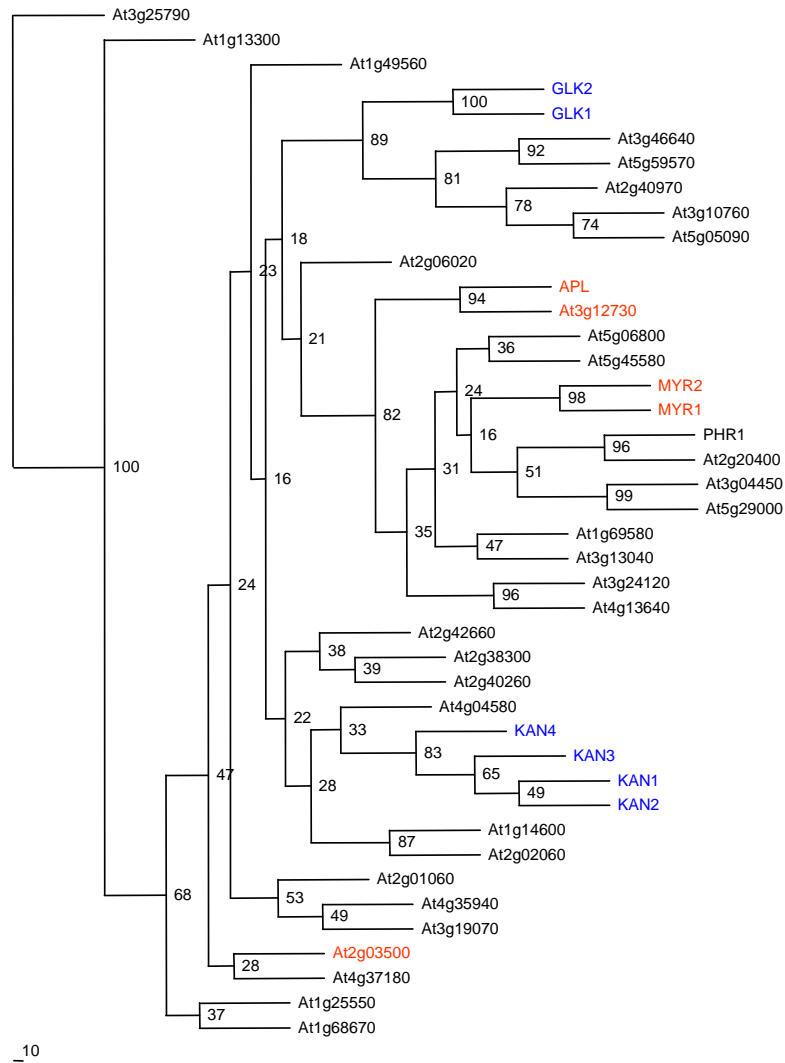 At3g25790
At1g13300
At1g49560
GLK2
100
GLK1
At3g46640
89
92
At5g59570
81
At2g40970
78
At3g10760
74
At5g05090
18
At2g06020
23
APL
94
At3g12730
At5g06800
21
36
At5g45580
MYR2
24
98
MYR1
82
PHR1
16
96
At2g20400
100
31
51
16
At3g04450
99
At5g29000
At1g69580
35
47
At3g13040
At3g24120
24
96
At4g13640
At2g42660
38
At2g38300
39
At2g40260
At4g04580
22
33
KAN4
83
KAN3
47
65
28
KAN1
49
KAN2
At1g14600
87
At2g02060
At2g01060
68
53
At4g35940
49
At3g19070
At2g03500
28
At4g37180
At1g25550
37
At1g68670
10